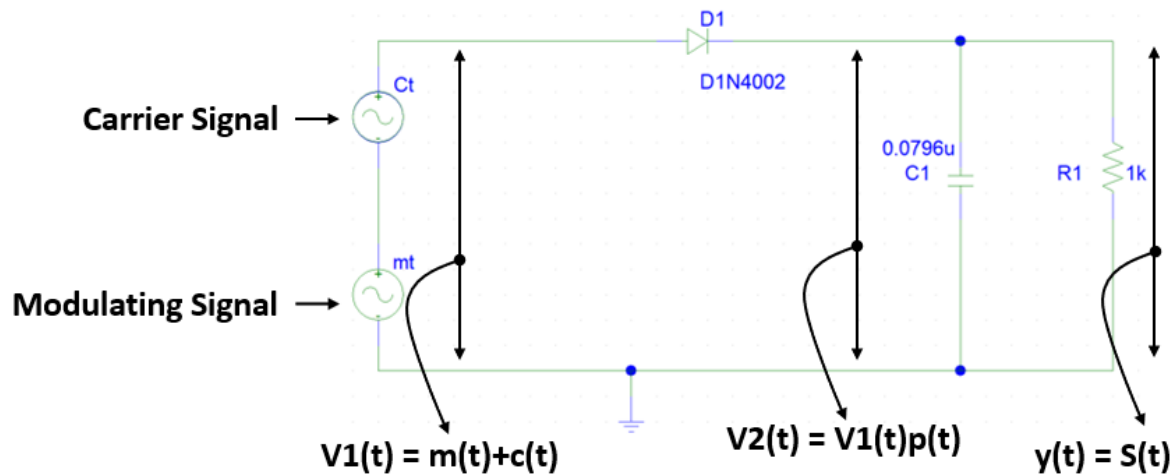 D1
D1N4002
Ct
Carrier Signal
0.0796u
C1
R1
1k
mt
Modulating Signal
V1(t) = m(t)+c(t)
V2(t) = V1(t)p(t)
y(t) = S(t)